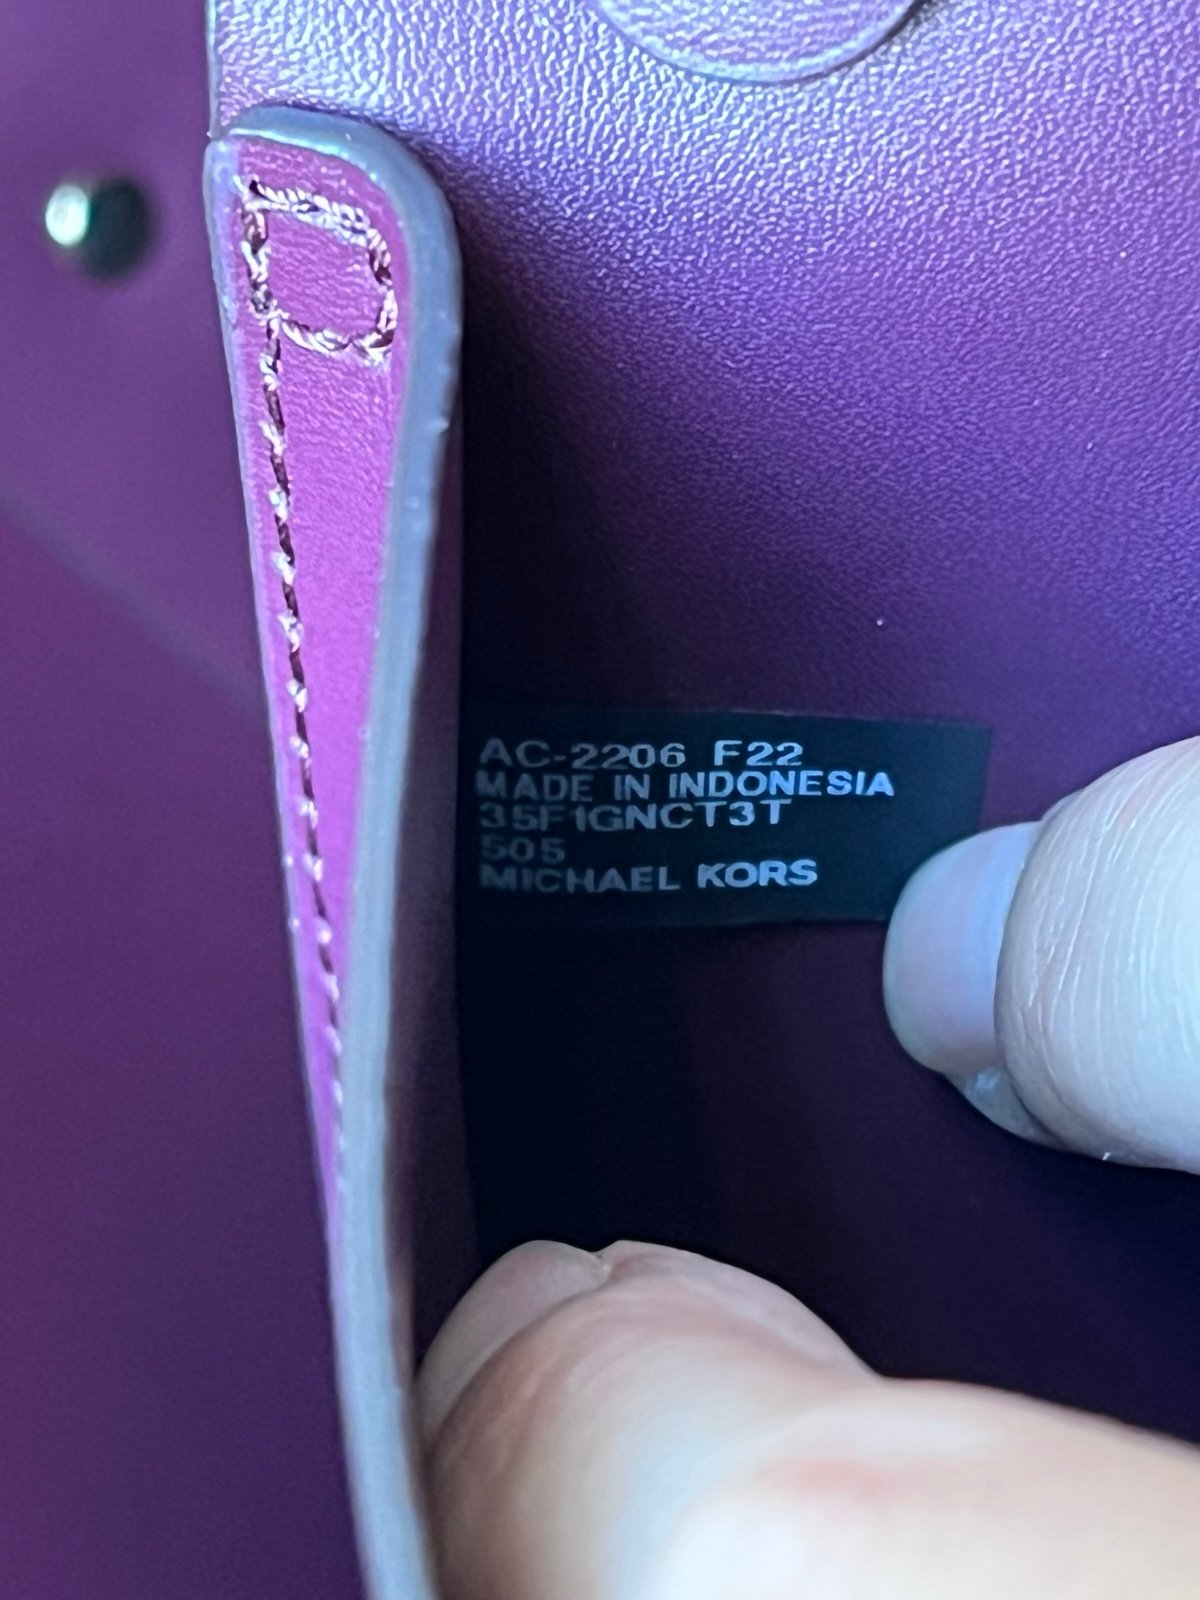 AC-2206 F22
MADE IN INDONESIA
35F1GNCT3T
505
MICHAEL KORS